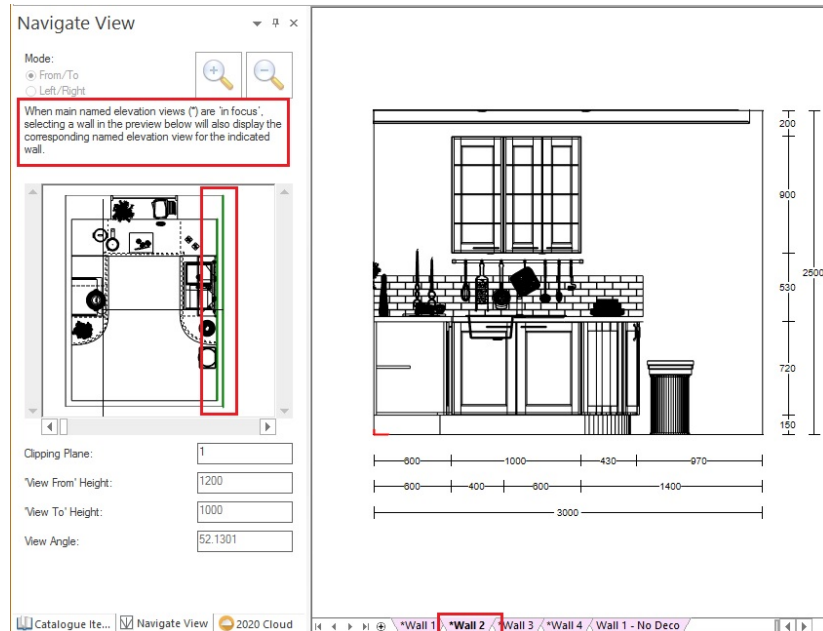 Navigate View
Mode:
From/To
Left/Right
When main named elevation views (*) are `in focus`,
selecting a wall in the preview below will also display the
corresponding named elevation view for the indicated
wall.
Clipping Plane: 1
'View From' Height: 1200
'View To' Height: 1000
View Angle: 52.1301
Catalogue Ite... Navigate View 2020 Cloud
200
900
530
2500
720
150
600 1000 430 970
600 400 600 1400
3000
*Wall 1 *Wall 2 *Wall 3 *Wall 4 Wall 1 - No Deco